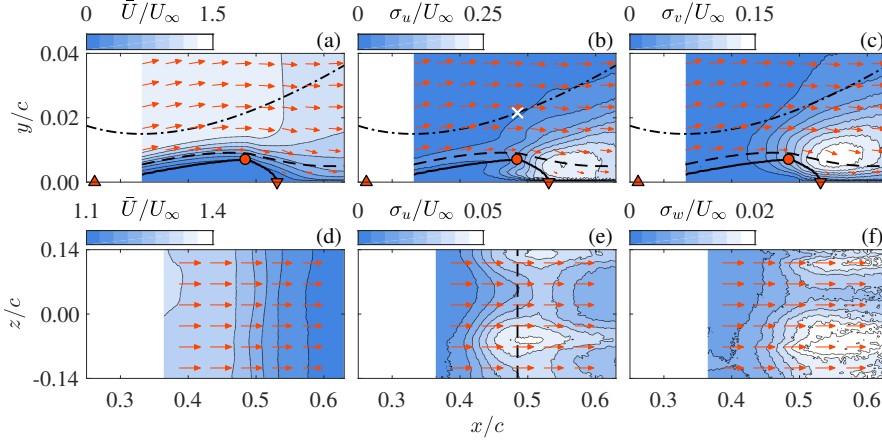 0 Ū/U∞ 1.5
0 σᵤ/U∞ 0.25
0 σᵥ/U∞ 0.15
(a) (b) (c)
y/c
0.04
0.02
0.00
1.1 Ū/U∞ 1.4
0 σᵤ/U∞ 0.05
0 σ_w/U∞ 0.02
(d) (e) (f)
z/c
0.14
0.00
-0.14
0.3 0.4 0.5 0.6 0.3 0.4 0.5 0.6 0.3 0.4 0.5 0.6
x/c